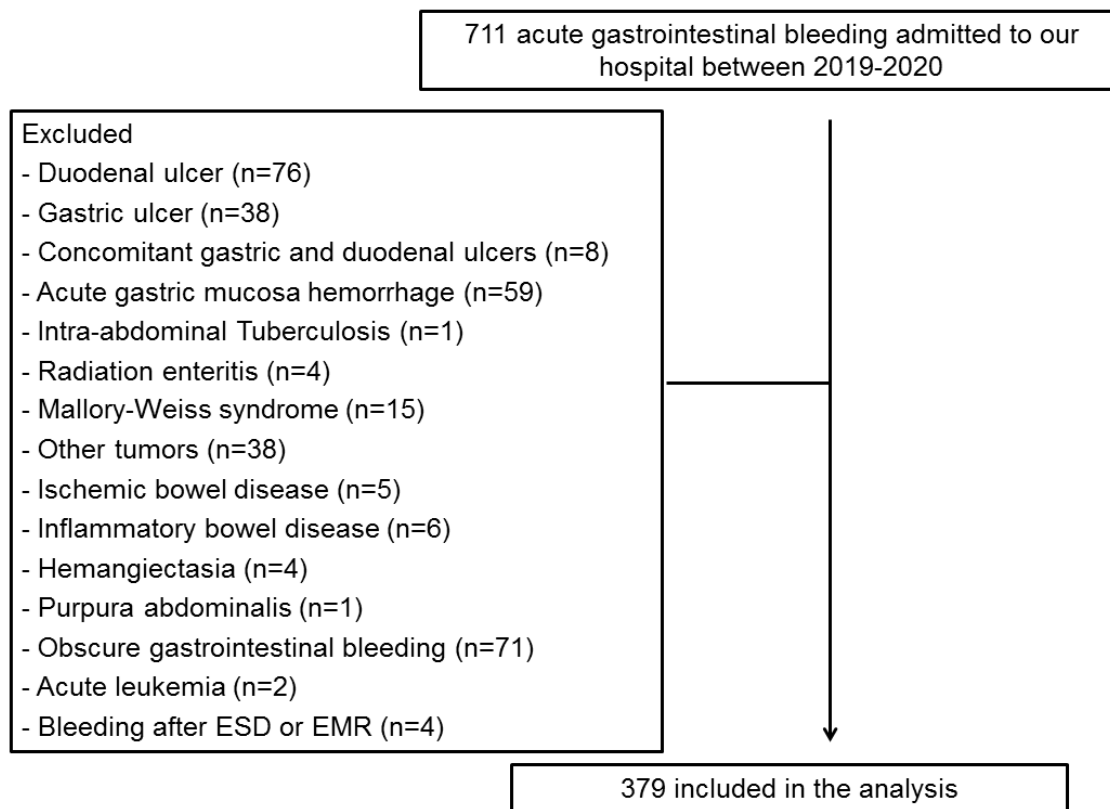 711 acute gastrointestinal bleeding admitted to our
hospital between 2019-2020
Excluded
- Duodenal ulcer (n=76)
- Gastric ulcer (n=38)
- Concomitant gastric and duodenal ulcers (n=8)
- Acute gastric mucosa hemorrhage (n=59)
- Intra-abdominal Tuberculosis (n=1)
- Radiation enteritis (n=4)
- Mallory-Weiss syndrome (n=15)
- Other tumors (n=38)
- Ischemic bowel disease (n=5)
- Inflammatory bowel disease (n=6)
- Hemangiectasia (n=4)
- Purpura abdominalis (n=1)
- Obscure gastrointestinal bleeding (n=71)
- Acute leukemia (n=2)
- Bleeding after ESD or EMR (n=4)
379 included in the analysis